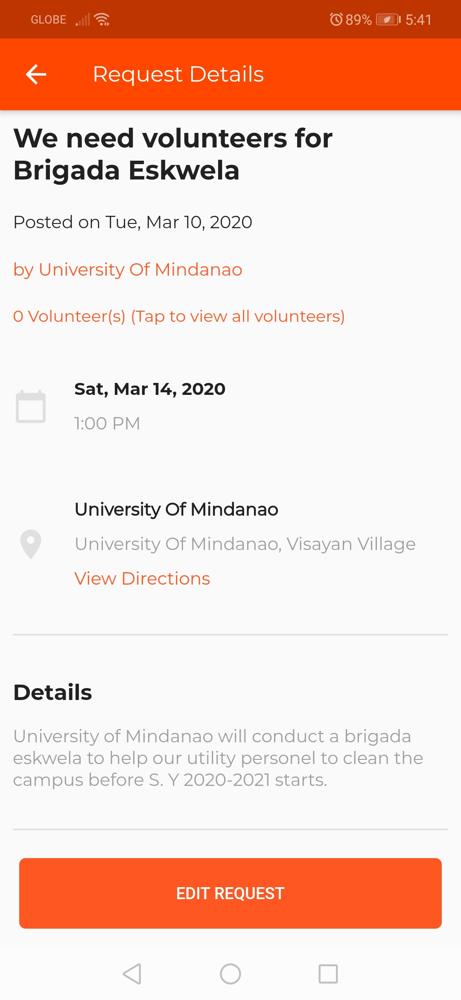 GLOBE 89% 5:41
Request Details
We need volunteers for
Brigada Eskwela
Posted on Tue, Mar 10, 2020
by University Of Mindanao
0 Volunteer(s) (Tap to view all volunteers)
Sat, Mar 14, 2020
1:00 PM
University Of Mindanao
University Of Mindanao, Visayan Village
View Directions
Details
University of Mindanao will conduct a brigada
eskwela to help our utility personel to clean the
campus before S. Y 2020-2021 starts.
EDIT REQUEST